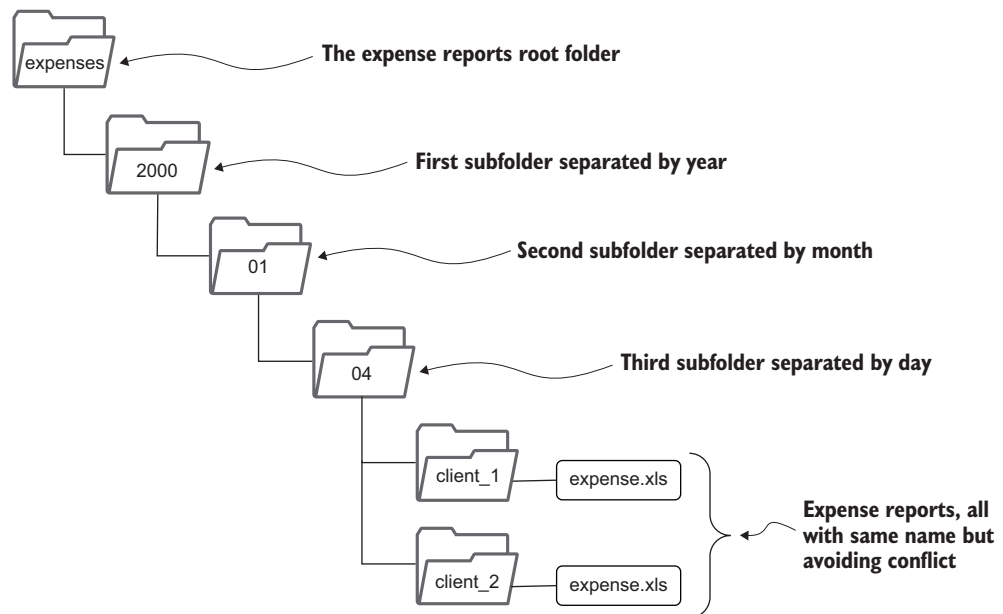 expenses
The expense reports root folder
2000
First subfolder separated by year
01
Second subfolder separated by month
04
Third subfolder separated by day
client_1
expense.xls
Expense reports, all
with same name but
avoiding conflict
client_2
expense.xls